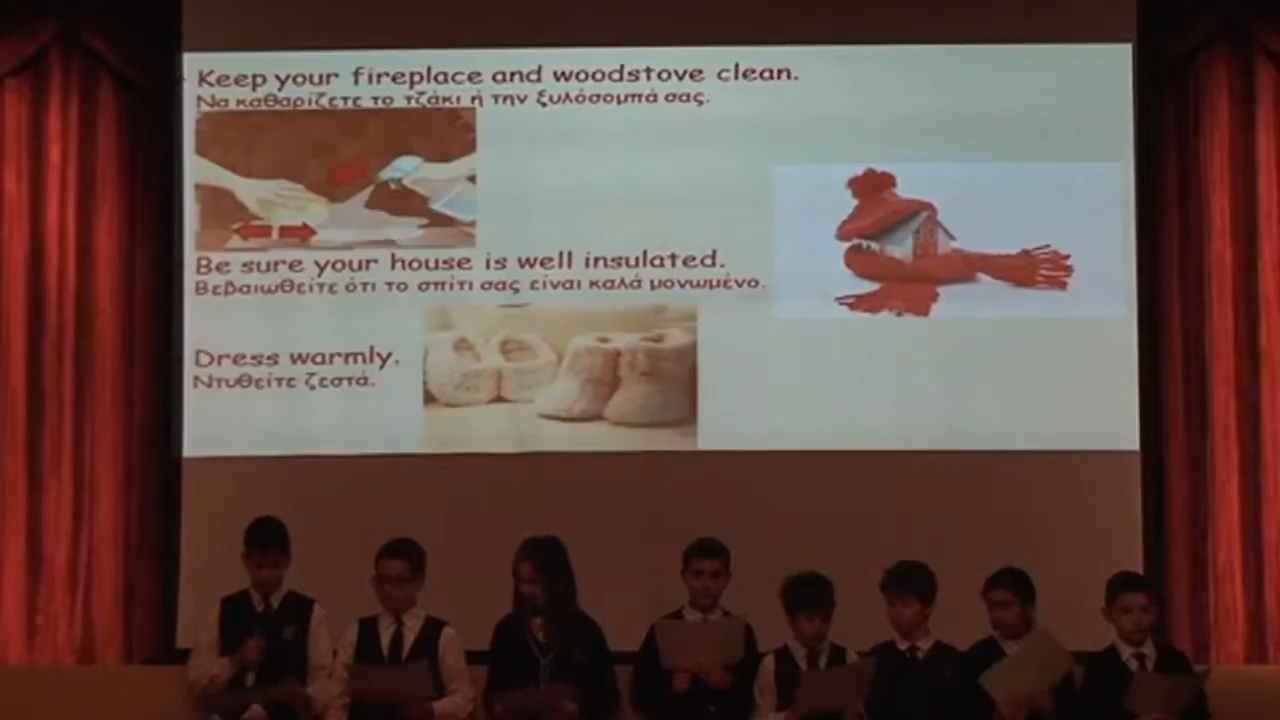 Keep your fireplace and woodstove clean.
Να καθαρίζετε το τζάκι ή την ξυλόσομπά σας.
Be sure your house is well insulated.
Βεβαιωθείτε ότι το σπίτι σας είναι καλά μονωμένο.
Dress warmly.
Ντυθείτε ζεστά.